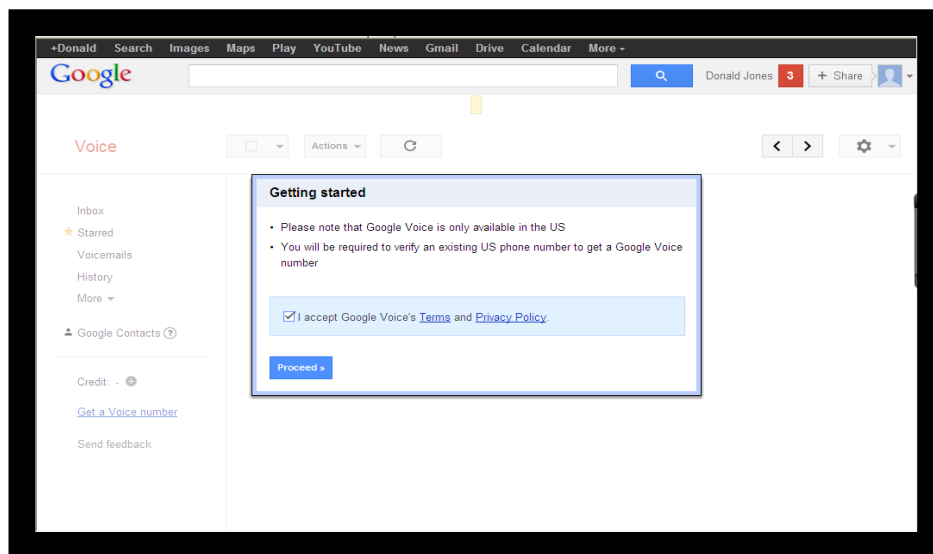 +Donald Search Images Maps Play YouTube News Gmail Drive Calendar More
Google
Donald Jones 3 + Share
Voice
Actions
Getting started
• Please note that Google Voice is only available in the US
• You will be required to verify an existing US phone number to get a Google Voice
number
I accept Google Voice's Terms and Privacy Policy.
Proceed »
Inbox
Starred
Voicemails
History
More
Google Contacts (?)
Credit: - +
Get a Voice number
Send feedback